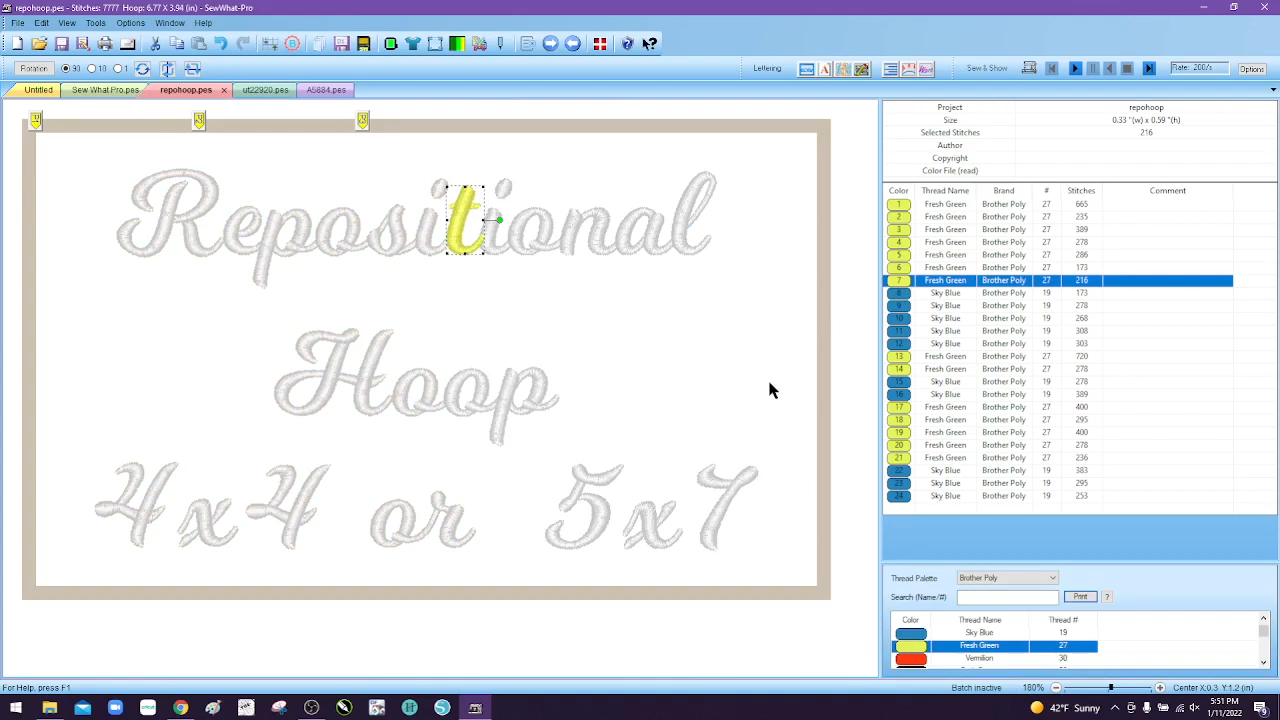 repohoop.pes - Stitches: 7777 Hoop: 6.77 X 3.94 (in) - SewWhat-Pro
File Edit View Tools Options Window Help
Rotation 90 10 1 Lettering Sew & Show Rate: 200/s Options
Untitled Sew What Pro.pes repohoop.pes x ut22920.pes A5884.pes
Repositional
Hoop
4x4 or 5x7
Project repohoop
Size 0.33 "(w) x 0.59 "(h)
Selected Stitches 216
Author
Copyright
Color File (read)
Color Thread Name Brand # Stitches Comment
1 Fresh Green Brother Poly 27 665
2 Fresh Green Brother Poly 27 235
3 Fresh Green Brother Poly 27 389
4 Fresh Green Brother Poly 27 278
5 Fresh Green Brother Poly 27 286
6 Fresh Green Brother Poly 27 173
7 Fresh Green Brother Poly 27 216
8 Sky Blue Brother Poly 19 173
9 Sky Blue Brother Poly 19 278
10 Sky Blue Brother Poly 19 268
11 Sky Blue Brother Poly 19 308
12 Sky Blue Brother Poly 19 303
13 Fresh Green Brother Poly 27 720
14 Fresh Green Brother Poly 27 278
15 Sky Blue Brother Poly 19 278
16 Sky Blue Brother Poly 19 389
17 Fresh Green Brother Poly 27 400
18 Fresh Green Brother Poly 27 295
19 Fresh Green Brother Poly 27 400
20 Fresh Green Brother Poly 27 278
21 Fresh Green Brother Poly 27 236
22 Sky Blue Brother Poly 19 383
23 Sky Blue Brother Poly 19 295
24 Sky Blue Brother Poly 19 253
Thread Palette Brother Poly
Search (Name/#) Print ?
Color Thread Name Thread #
Sky Blue 19
Fresh Green 27
Vermilion 30
For Help, press F1 Batch inactive 180% Center X:0.3 Y:1.2 (in)
42°F Sunny 5:51 PM
1/11/2022